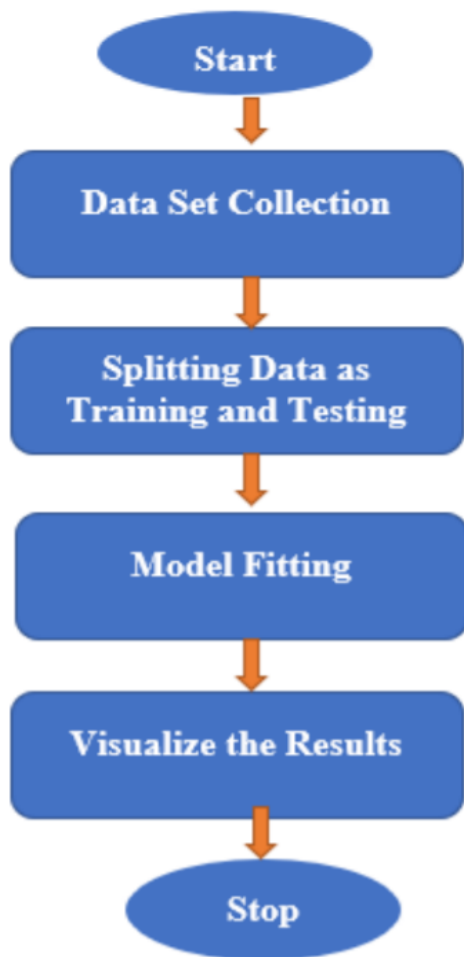 Start
Data Set Collection
Splitting Data as
Training and Testing
Model Fitting
Visualize the Results
Stop